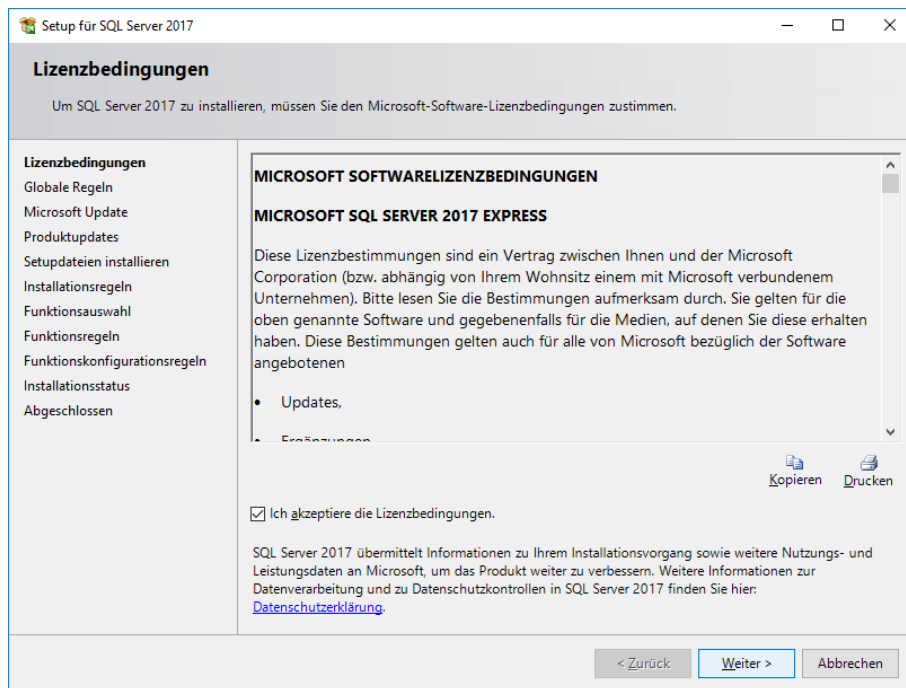 Setup für SQL Server 2017
Lizenzbedingungen
Um SQL Server 2017 zu installieren, müssen Sie den Microsoft-Software-Lizenzbedingungen zustimmen.
Lizenzbedingungen
Globale Regeln
Microsoft Update
Produktupdates
Setupdateien installieren
Installationsregeln
Funktionsauswahl
Funktionsregeln
Funktionskonfigurationsregeln
Installationsstatus
Abgeschlossen
MICROSOFT SOFTWARELIZENZBEDINGUNGEN
MICROSOFT SQL SERVER 2017 EXPRESS
Diese Lizenzbestimmungen sind ein Vertrag zwischen Ihnen und der Microsoft
Corporation (bzw. abhängig von Ihrem Wohnsitz einem mit Microsoft verbundenem
Unternehmen). Bitte lesen Sie die Bestimmungen aufmerksam durch. Sie gelten für die
oben genannte Software und gegebenenfalls für die Medien, auf denen Sie diese erhalten
haben. Diese Bestimmungen gelten auch für alle von Microsoft bezüglich der Software
angebotenen
• Updates,
• Ergänzungen
Kopieren Drucken
Ich akzeptiere die Lizenzbedingungen.
SQL Server 2017 übermittelt Informationen zu Ihrem Installationsvorgang sowie weitere Nutzungs- und
Leistungsdaten an Microsoft, um das Produkt weiter zu verbessern. Weitere Informationen zur
Datenverarbeitung und zu Datenschutzkontrollen in SQL Server 2017 finden Sie hier:
Datenschutzerklärung.
< Zurück Weiter > Abbrechen